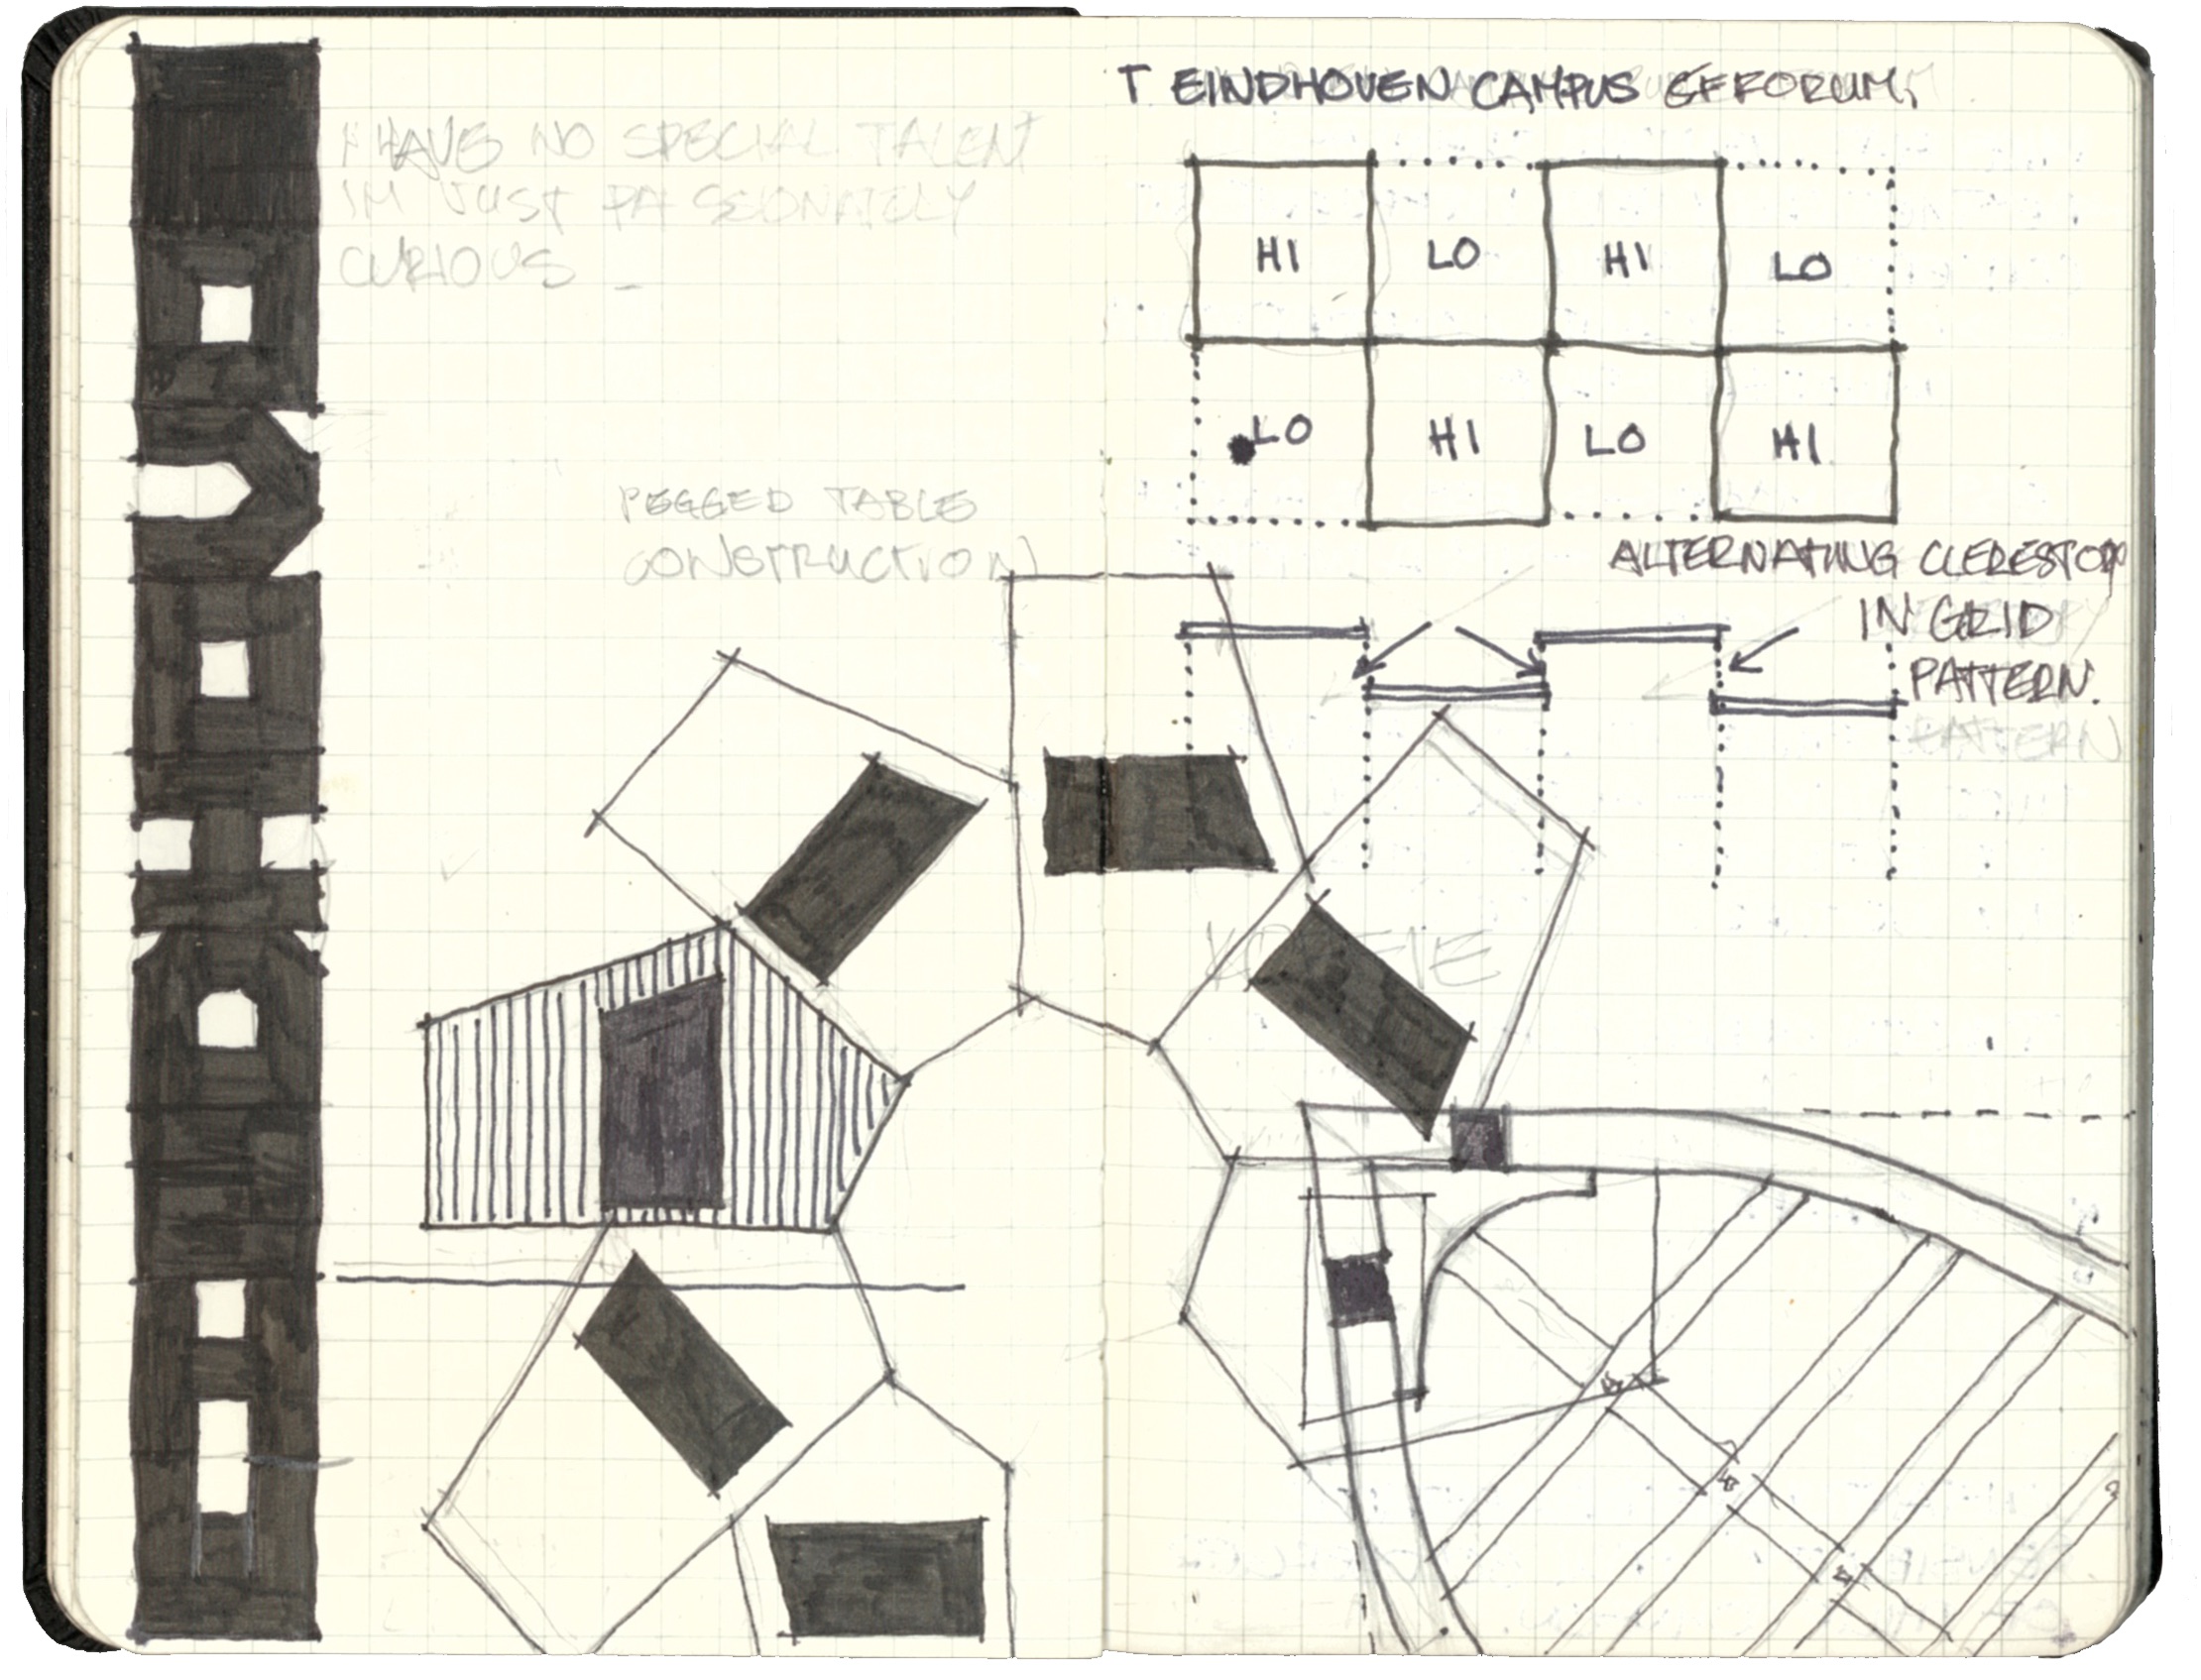 I HAVE NO SPECIAL TALENT
IM JUST PASSIONATELY
CURIOUS _
PEGGED TABLE
CONSTRUCTION
T EINDHOVEN CAMPUS
HI LO HI LO
LO HI LO HI
ALTERNATING CLERESTORY
IN GRID
PATTERN.
PATTERN